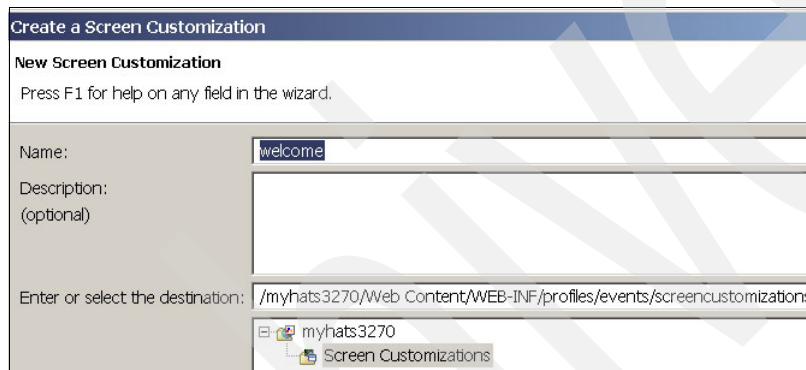 Create a Screen Customization
New Screen Customization
Press F1 for help on any field in the wizard.
Name: welcome
Description:
(optional)
Enter or select the destination: /myhats3270/Web Content/WEB-INF/profiles/events/screencustomizations
myhats3270
Screen Customizations